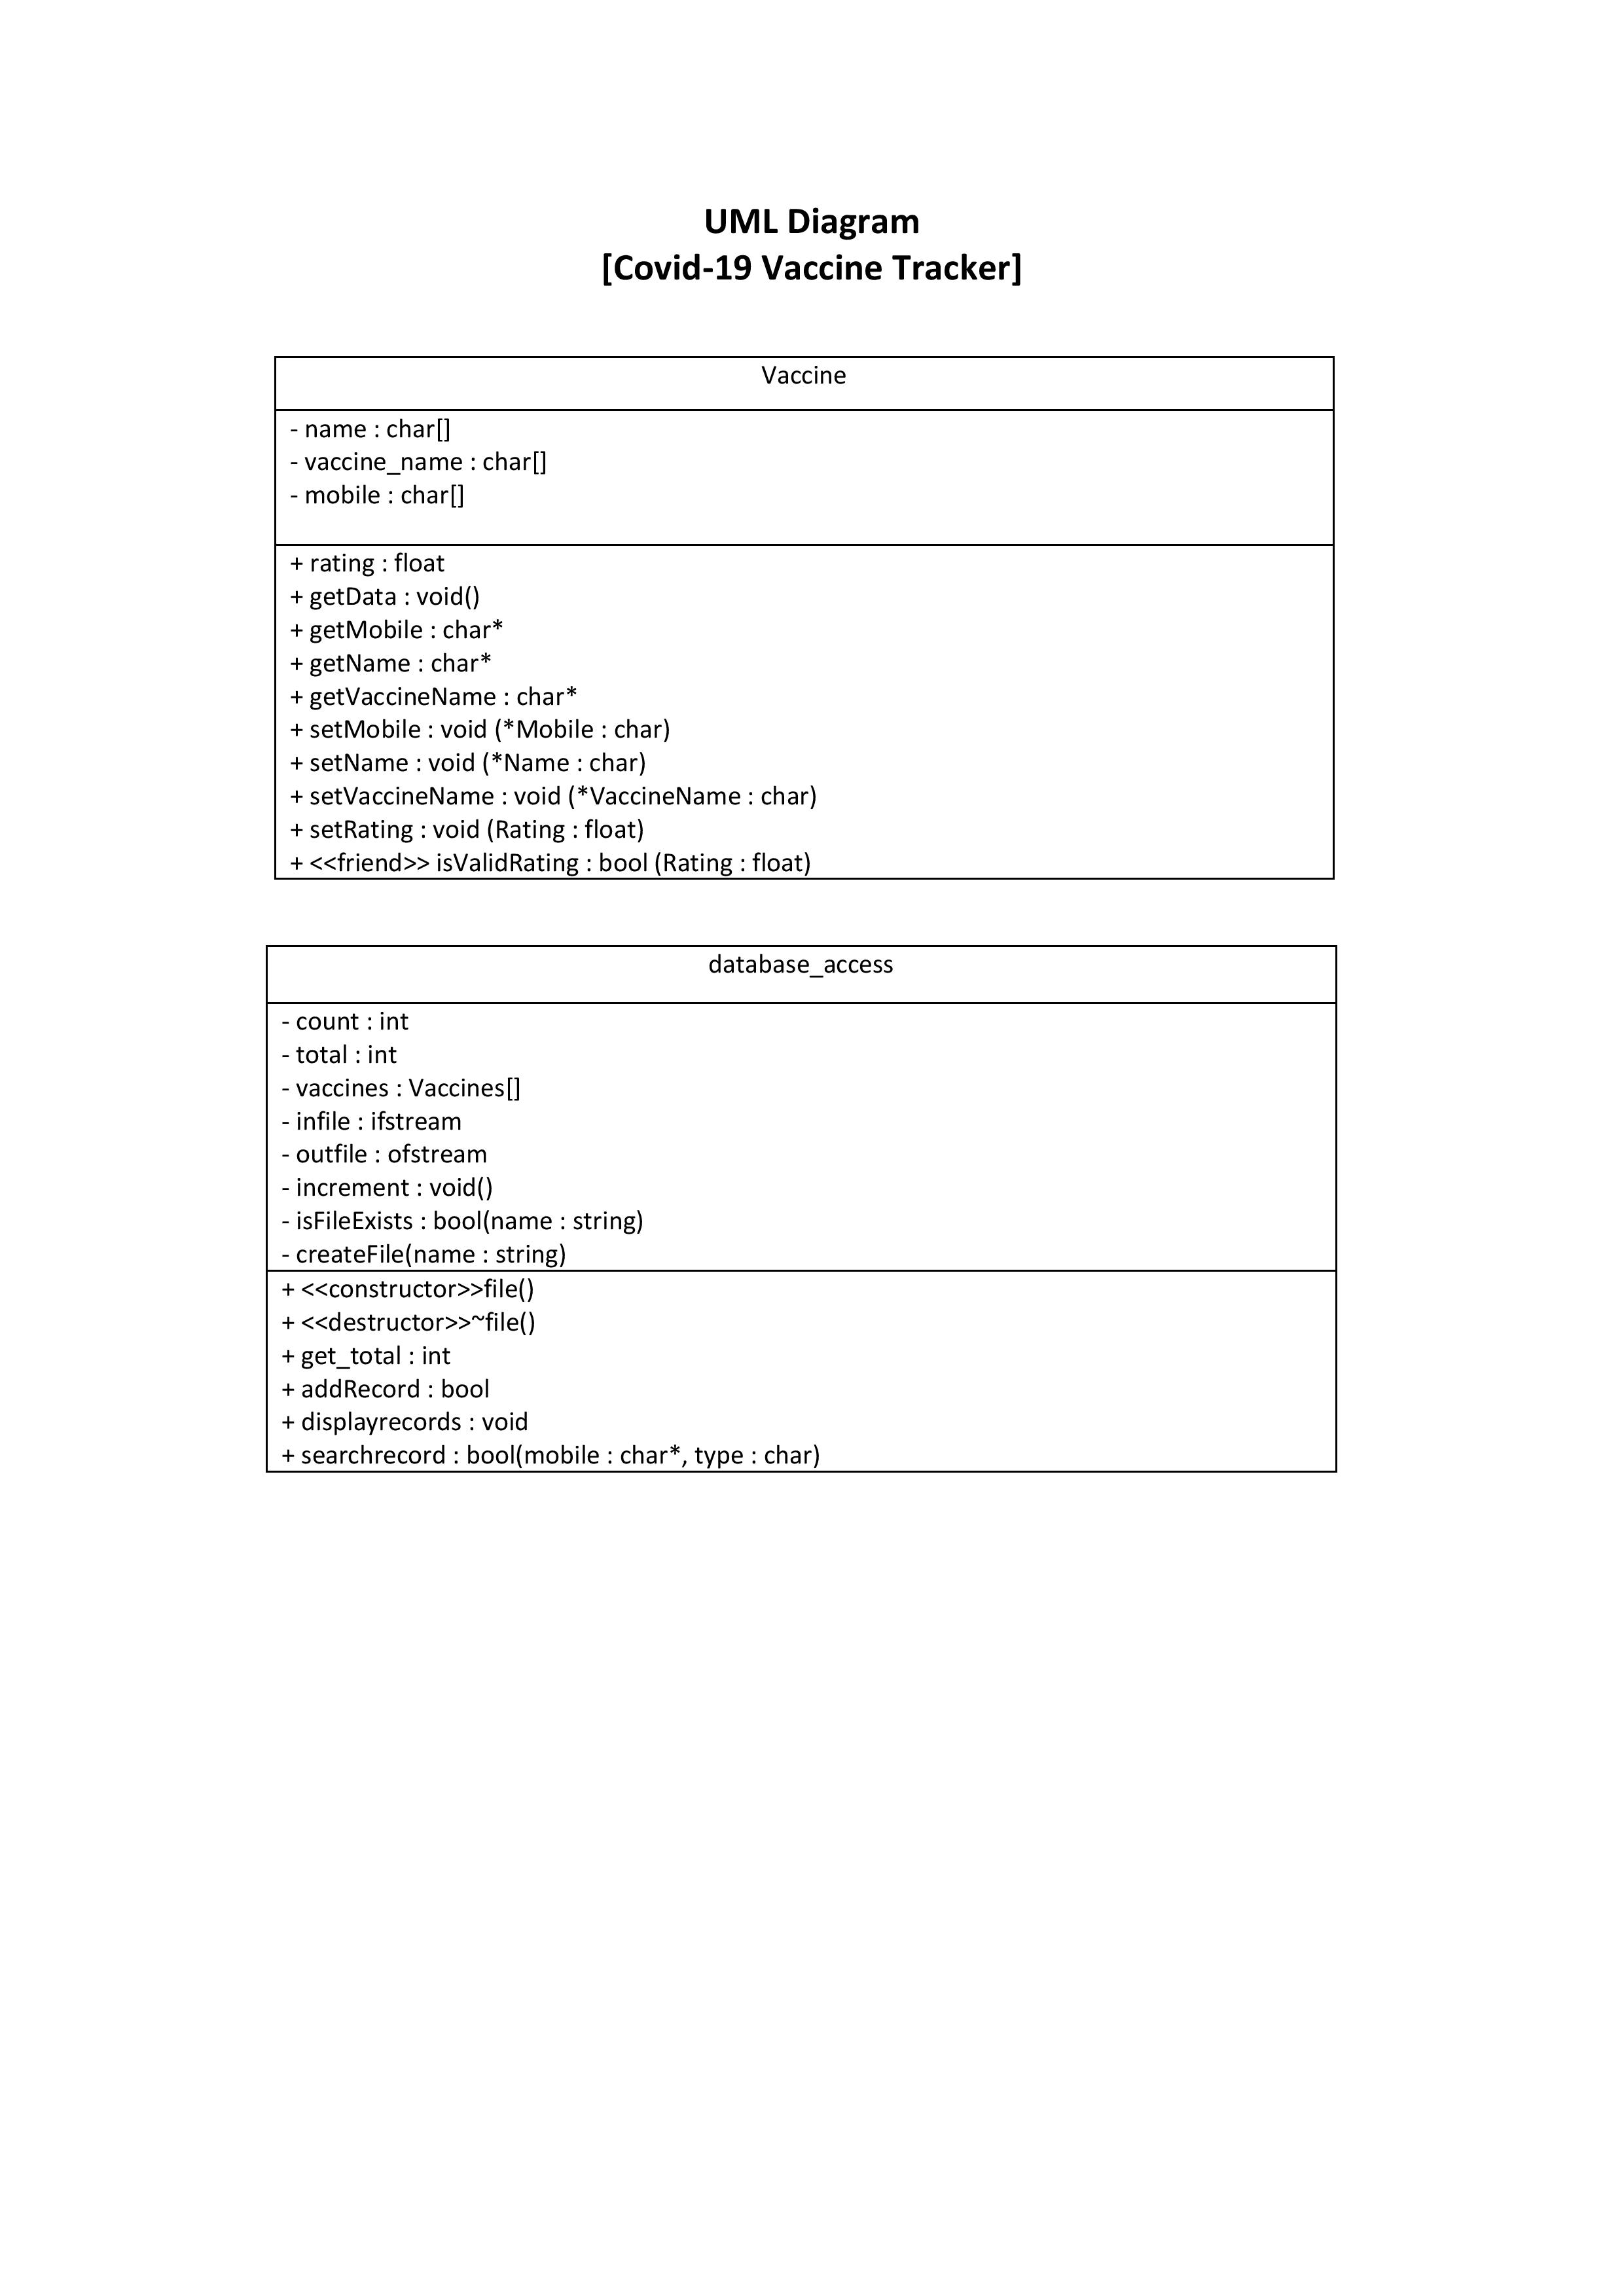 UML Diagram
[Covid-19 Vaccine Tracker]
Vaccine
- name : char[]
- vaccine_name : char[]
- mobile : char[]
+ rating : float
+ getData : void()
+ getMobile : char*
+ getName : char*
+ getVaccineName : char*
+ setMobile : void (*Mobile : char)
+ setName : void (*Name : char)
+ setVaccineName : void (*VaccineName : char)
+ setRating : void (Rating : float)
+ <<friend>> isValidRating : bool (Rating : float)
database_access
- count : int
- total : int
- vaccines : Vaccines[]
- infile : ifstream
- outfile : ofstream
- increment : void()
- isFileExists : bool(name : string)
- createFile(name : string)
+ <<constructor>>file()
+ <<destructor>>~file()
+ get_total : int
+ addRecord : bool
+ displayrecords : void
+ searchrecord : bool(mobile : char*, type : char)